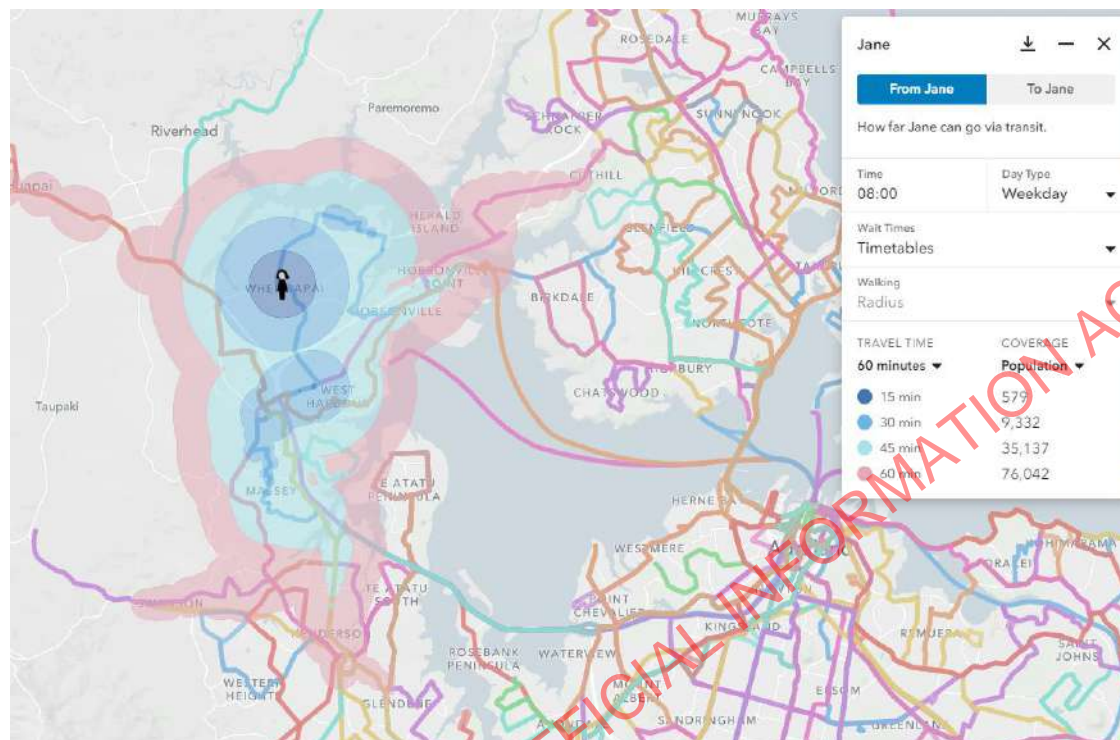 MURRAYS
BAY
ROSEDALE
CAMPBELLS
BAY
Paremoremo
Riverhead
SUNNYNOOK
ROCK
HERALD
ISLAND
GLENFIELD
HOBSONVILLE
POINT
BIRKDALE
NORTHCOTE
WEST
CHATSWOOD
Taupaki
MASSEY
TE ATATU
PENINSULA
HERNE BAY
WESTMERE
TE ATATU
SOUTH
POINT
CHEVALIER
KINGSLAND
REMUERA
SAINT
JOHNS
HENDERSON
ROSEBANK
PENINSULA
WATERVIEW
WESTERN
HEIGHTS
MOUNT
ALBERT
EPSOM
GLENDENE
SANDRINGHAM
Jane
From Jane
To Jane
How far Jane can go via transit.
Time
Day Type
08:00
Weekday
Wait Times
Timetables
Walking
Radius
TRAVEL TIME
COVERAGE
60 minutes
Population
15 min
579
30 min
9,332
45 min
35,137
60 min
76,042
OFFICIAL INFORMATION AC